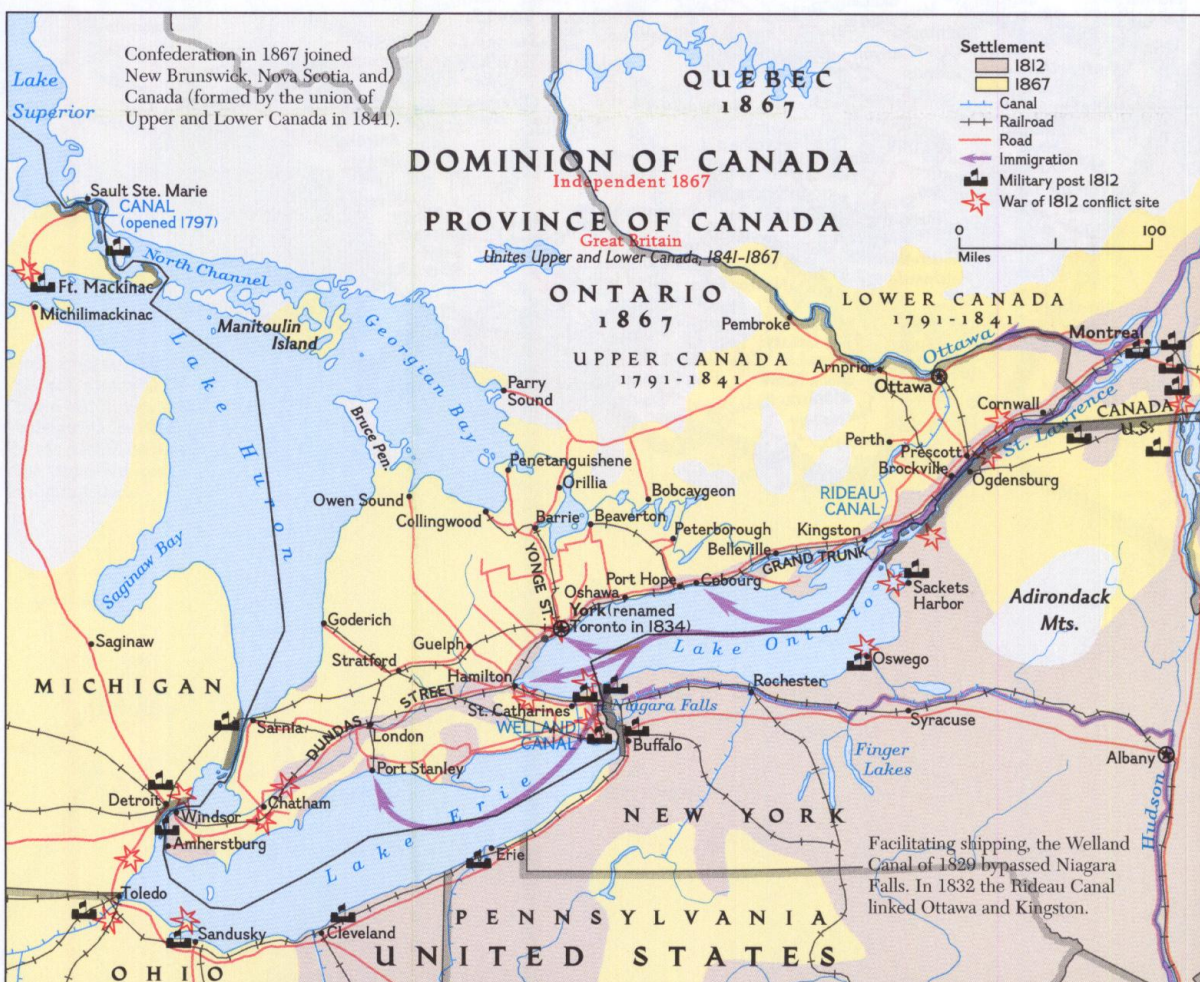 Confederation in 1867 joined
New Brunswick, Nova Scotia, and
Canada (formed by the union of
Upper and Lower Canada in 1841).
QUEBEC
1867
DOMINION OF CANADA
Independent 1867
PROVINCE OF CANADA
Great Britain
Unites Upper and Lower Canada, 1841-1867
ONTARIO
1867
UPPER CANADA
1791-1841
LOWER CANADA
1791-1841
Settlement
1812
1867
Canal
Railroad
Road
Immigration
Military post 1812
War of 1812 conflict site
0 100
Miles
Lake
Superior
Sault Ste. Marie
CANAL
(opened 1797)
North Channel
Ft. Mackinac
Michilimackinac
Manitoulin
Island
Georgian Bay
Lake Huron
Parry
Sound
Bruce Pen.
Pembroke
Arnprior
Ottawa
Ottawa
Montreal
Cornwall
St. Lawrence
CANADA
U.S.
Perth
Prescott
Brockville
Ogdensburg
RIDEAU
CANAL
Penetanguishene
Orillia
Owen Sound
Collingwood
Barrie
Beaverton
Bobcaygeon
Peterborough
Belleville
Kingston
GRAND TRUNK
YONGE ST.
Port Hope
Cobourg
Oshawa
York (renamed
Toronto in 1834)
Sackets
Harbor
Adirondack
Mts.
Saginaw Bay
Saginaw
Goderich
Guelph
Stratford
Hamilton
Lake Ontario
Oswego
MICHIGAN
DUNDAS STREET
St. Catharines
Niagara Falls
WELLAND
CANAL
Rochester
Syracuse
Sarnia
London
Buffalo
Finger
Lakes
Albany
Port Stanley
Detroit
Windsor
Chatham
Amherstburg
Lake Erie
NEW YORK
Hudson
Erie
Facilitating shipping, the Welland
Canal of 1829 bypassed Niagara
Falls. In 1832 the Rideau Canal
linked Ottawa and Kingston.
Toledo
Sandusky
Cleveland
PENNSYLVANIA
UNITED STATES
OHIO